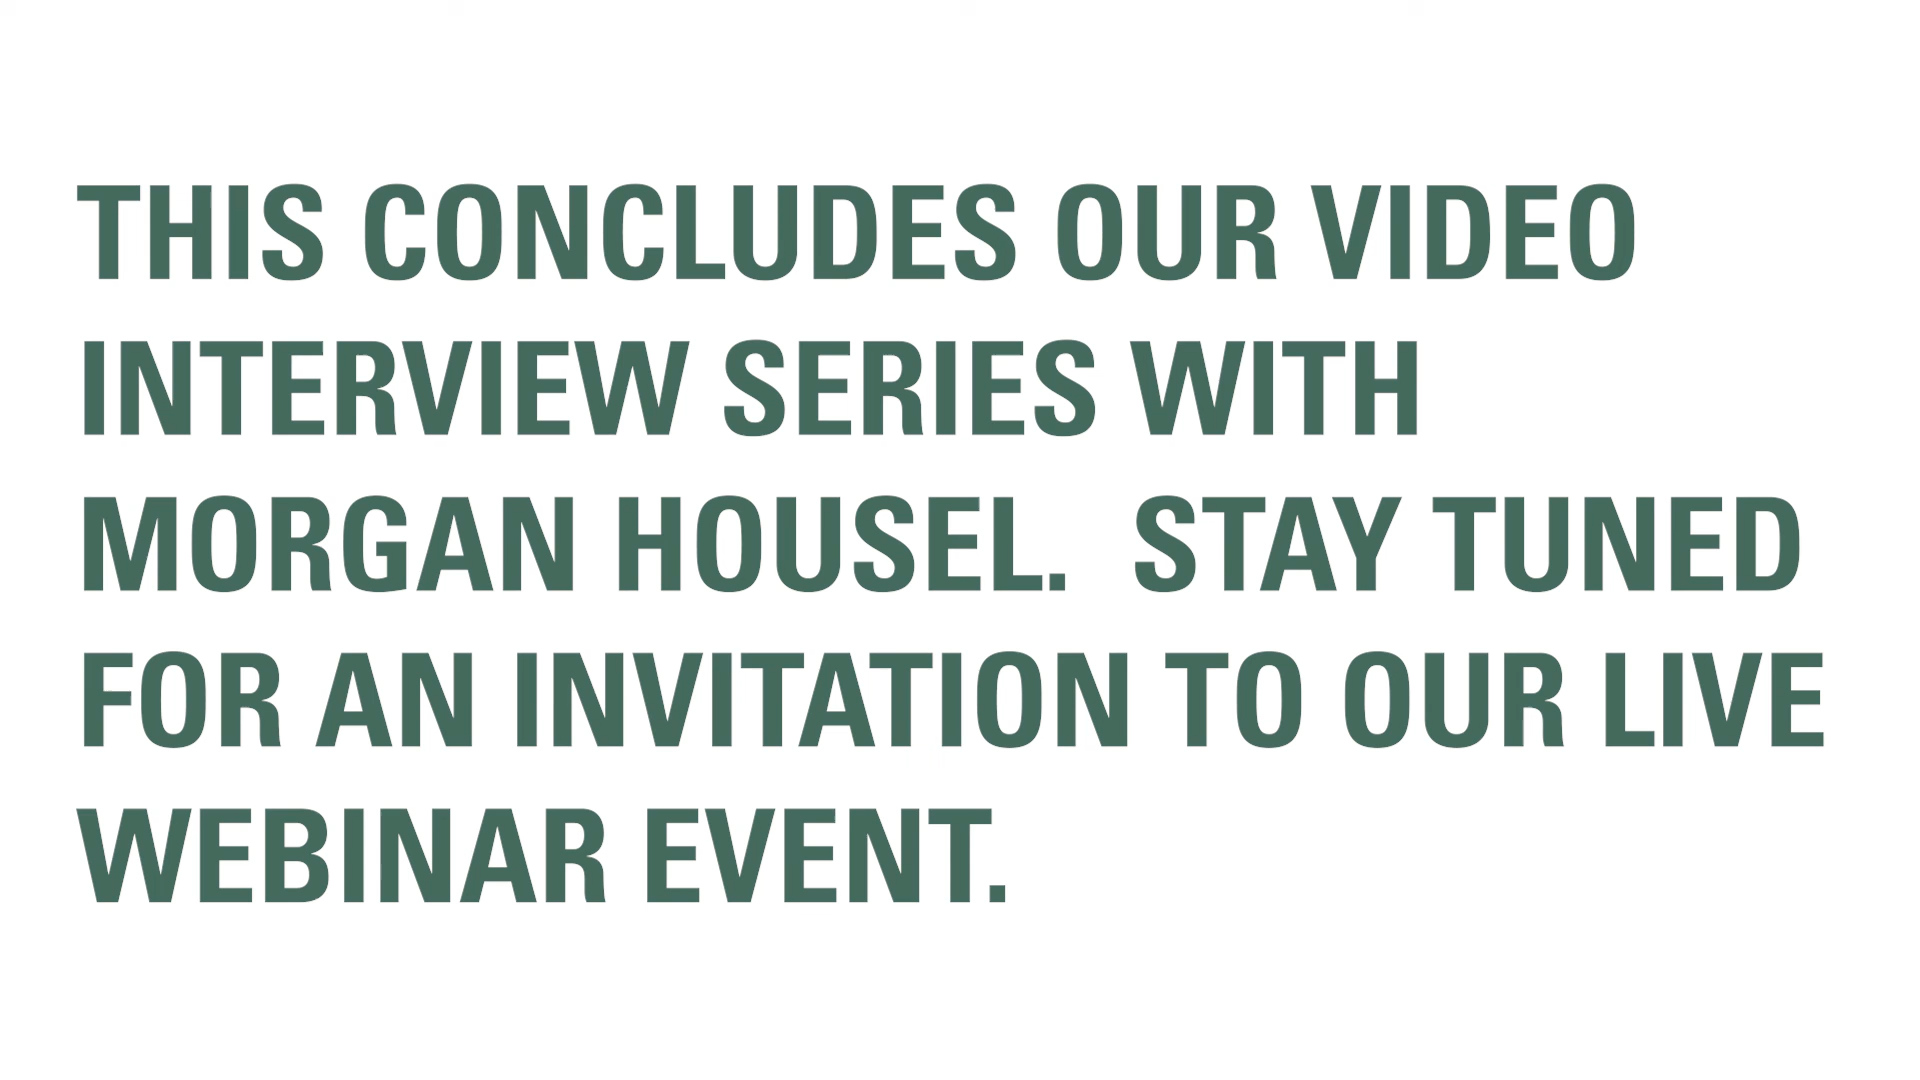 THIS CONCLUDES OUR VIDEO
INTERVIEW SERIES WITH
MORGAN HOUSEL.  STAY TUNED
FOR AN INVITATION TO OUR LIVE
WEBINAR EVENT.